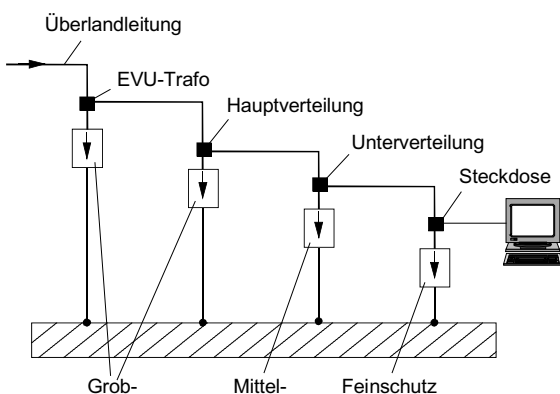 Überlandleitung
EVU-Trafo
Hauptverteilung
Unterverteilung
Steckdose
Grob- Mittel- Feinschutz